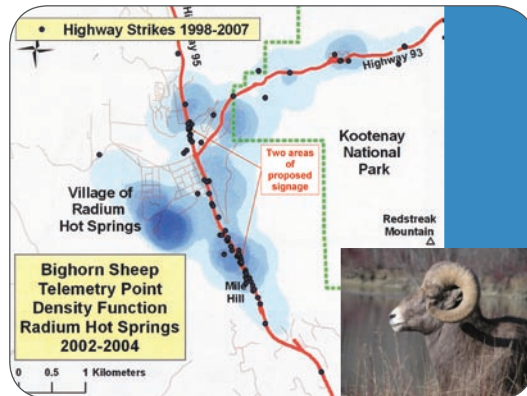 Highway Strikes 1998-2007
Highway 95
Highway 93
Kootenay
National
Park
Two areas
of
proposed
signage
Village of
Radium
Hot Springs
Redstreak
Mountain
Mile
Hill
Bighorn Sheep
Telemetry Point
Density Function
Radium Hot Springs
2002-2004
0 0.5 1 Kilometers